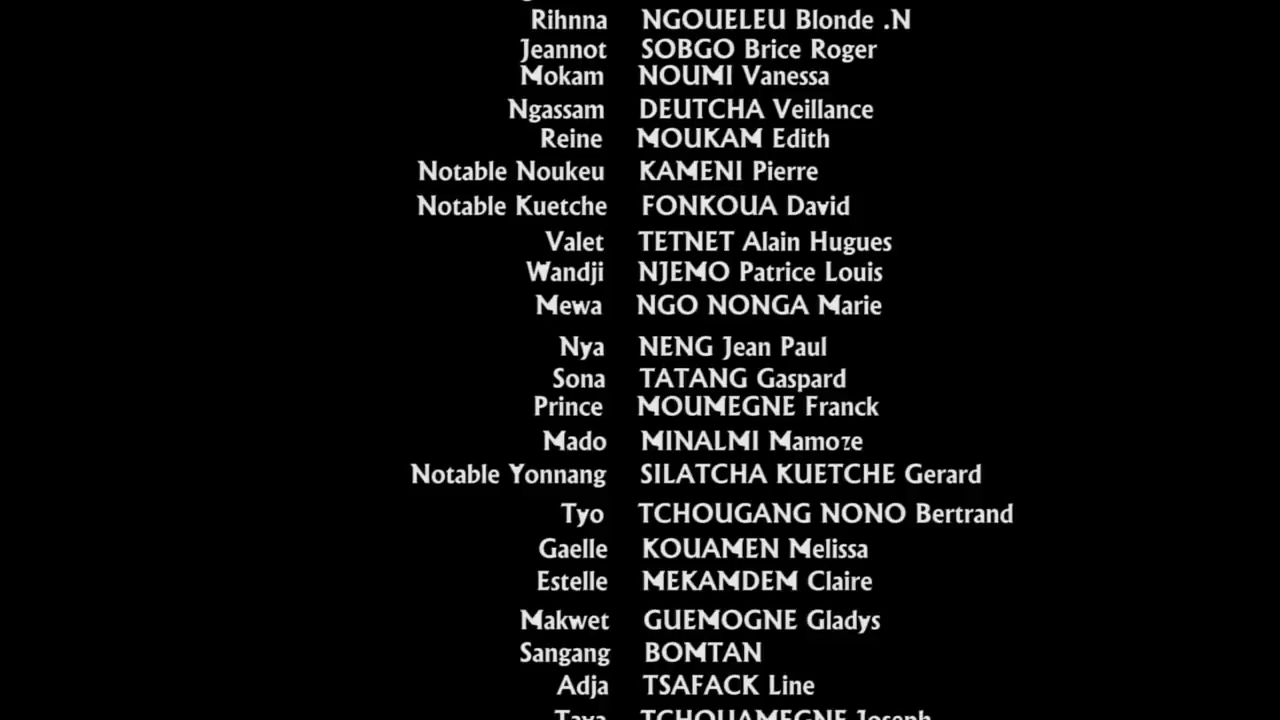 Rihnna NGOUELEU Blonde .N
Jeannot SOBGO Brice Roger
Mokam NOUMI Vanessa
Ngassam DEUTCHA Veillance
Reine MOUKAM Edith
Notable Noukeu KAMENI Pierre
Notable Kuetche FONKOUA David
Valet TETNET Alain Hugues
Wandji NJEMO Patrice Louis
Mewa NGO NONGA Marie
Nya NENG Jean Paul
Sona TATANG Gaspard
Prince MOUMEGNE Franck
Mado MINALMI Mamoze
Notable Yonnang SILATCHA KUETCHE Gerard
Tyo TCHOUGANG NONO Bertrand
Gaelle KOUAMEN Melissa
Estelle MEKAMDEM Claire
Makwet GUEMOGNE Gladys
Sangang BOMTAN
Adja TSAFACK Line
TCHOUAMEGNE Joseph